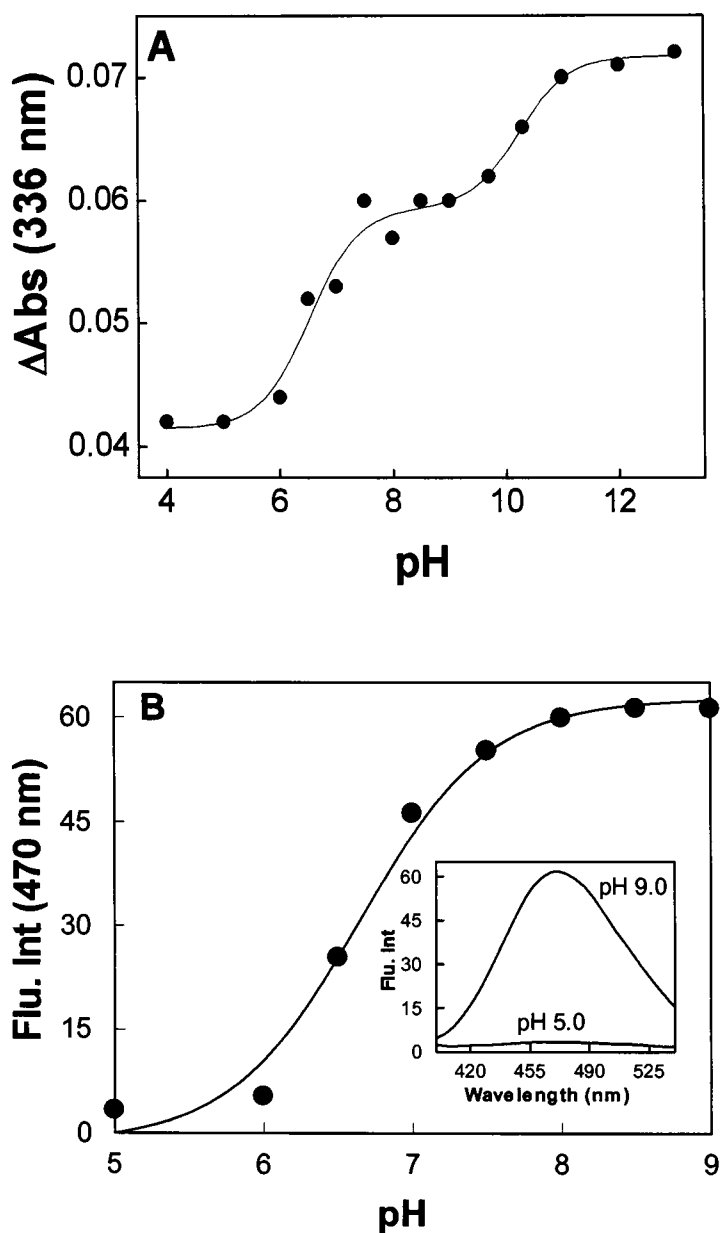 A
ΔAbs (336 nm)
0.07
0.06
0.05
0.04
4 6 8 10 12
pH
B
Flu. Int (470 nm)
60
45
30
15
0
5 6 7 8 9
pH
Flu. Int
60
45
30
15
0
pH 9.0
pH 5.0
420 455 490 525
Wavelength (nm)